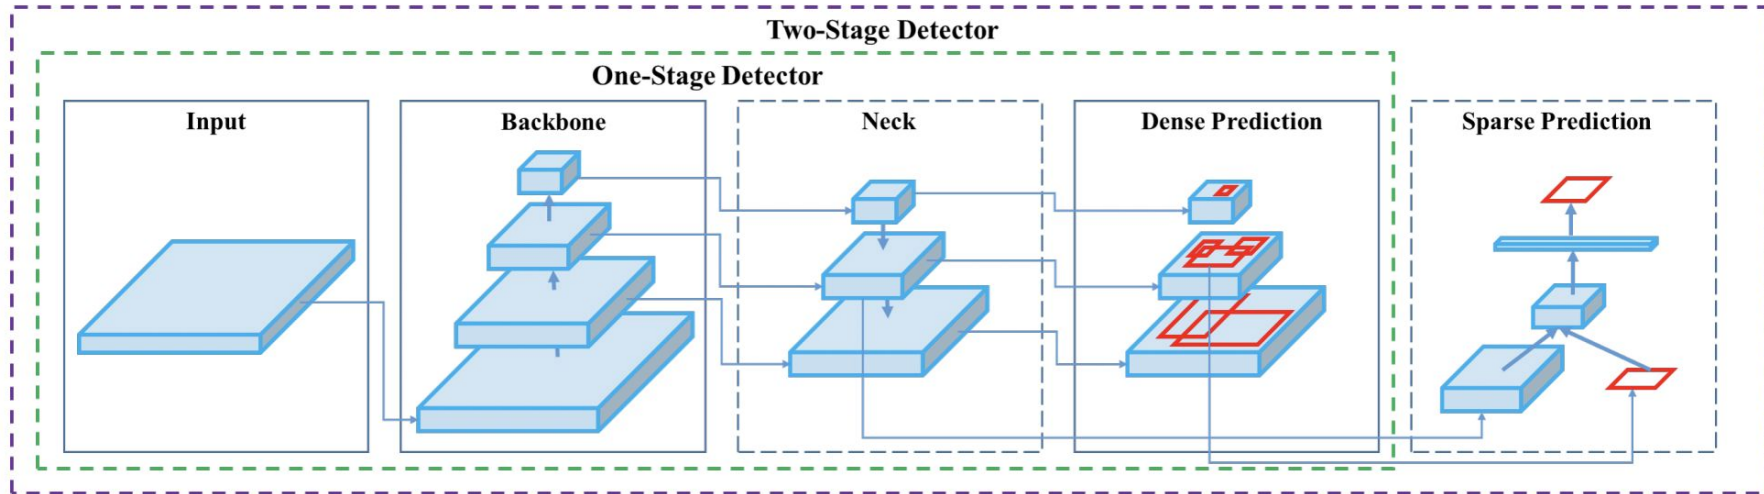 Two-Stage Detector
One-Stage Detector
Input
Backbone
Neck
Dense Prediction
Sparse Prediction